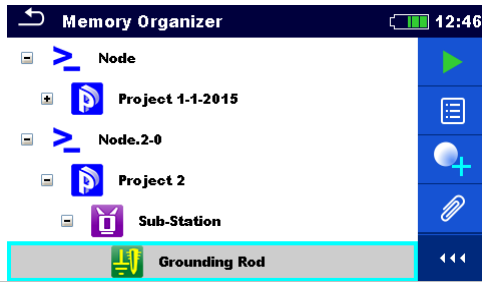 Memory Organizer 12:46
Node
Project 1-1-2015
Node.2-0
Project 2
Sub-Station
Grounding Rod